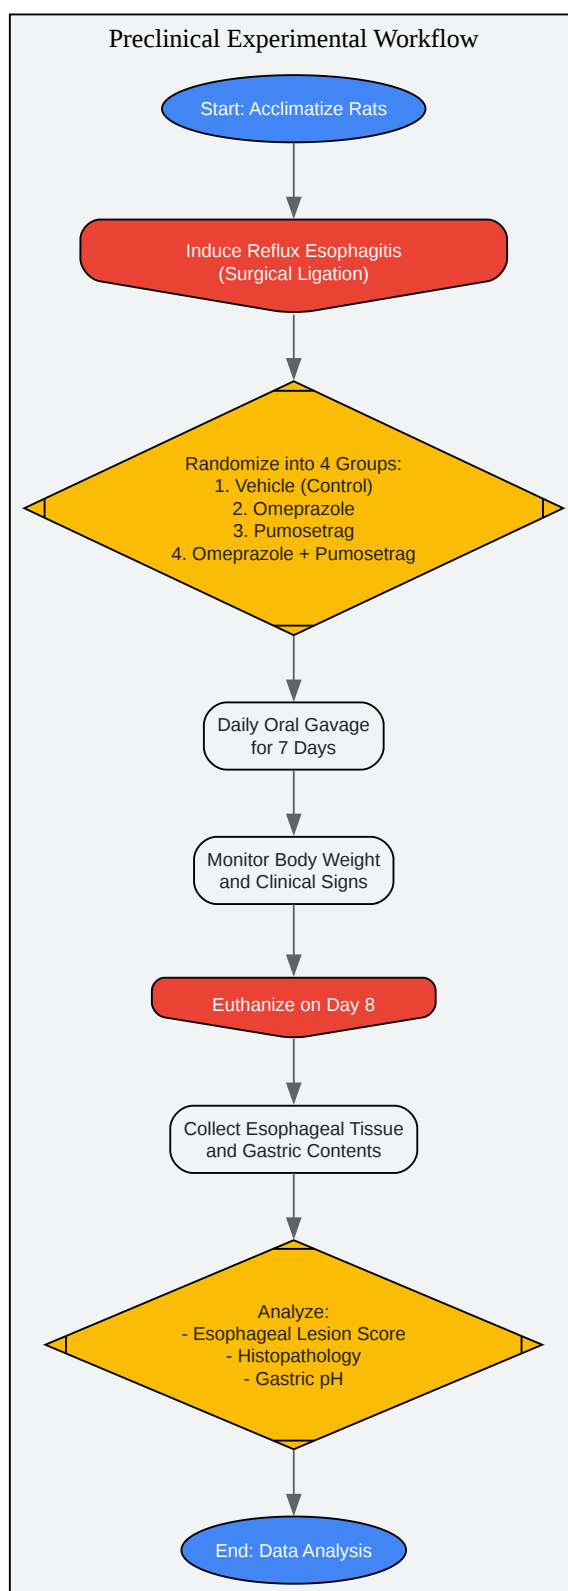 Preclinical Experimental Workflow
Start: Acclimatize Rats
Induce Reflux Esophagitis
(Surgical Ligation)
Randomize into 4 Groups:
1. Vehicle (Control)
2. Omeprazole
3. Pumosetrag
4. Omeprazole + Pumosetrag
Daily Oral Gavage
for 7 Days
Monitor Body Weight
and Clinical Signs
Euthanize on Day 8
Collect Esophageal Tissue
and Gastric Contents
Analyze:
- Esophageal Lesion Score
- Histopathology
- Gastric pH
End: Data Analysis